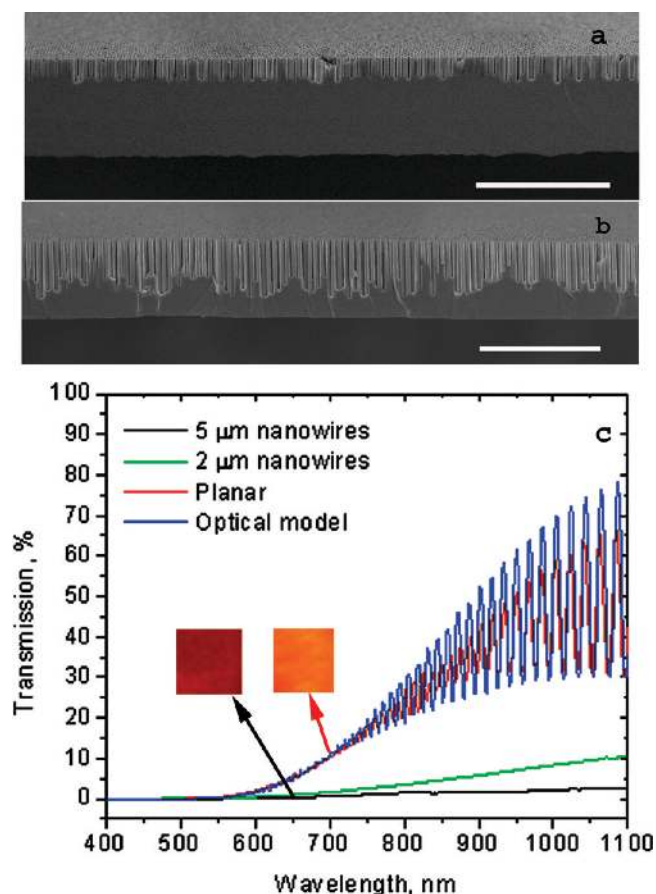 a
b
c
100
90
80
70
60
50
40
30
20
10
0
Transmission, %
5 μm nanowires
2 μm nanowires
Planar
Optical model
400 500 600 700 800 900 1000 1100
Wavelength, nm